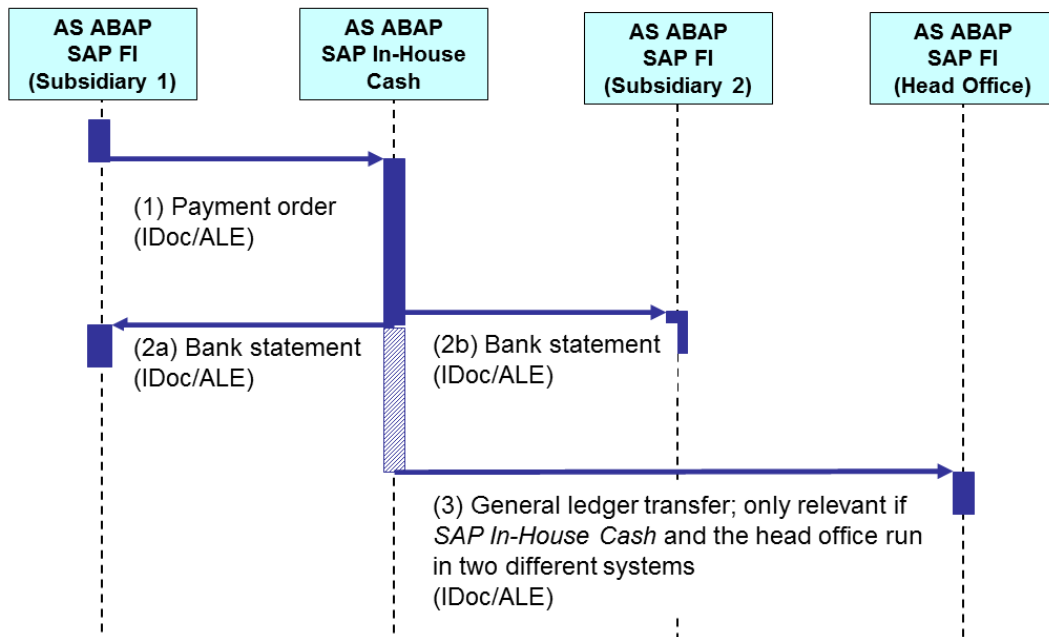 AS ABAP
SAP FI
(Subsidiary 1)
AS ABAP
SAP In-House
Cash
AS ABAP
SAP FI
(Subsidiary 2)
AS ABAP
SAP FI
(Head Office)
(1) Payment order
(IDoc/ALE)
(2a) Bank statement
(IDoc/ALE)
(2b) Bank statement
(IDoc/ALE)
(3) General ledger transfer; only relevant if
SAP In-House Cash and the head office run
in two different systems
(IDoc/ALE)